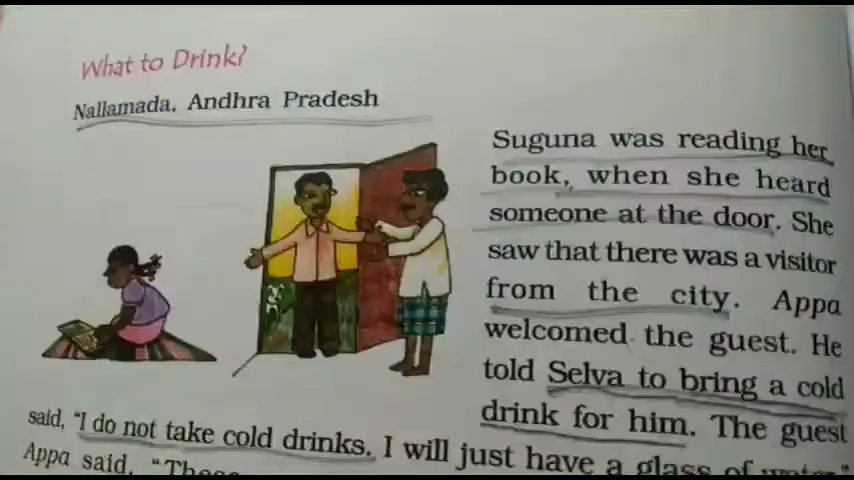 What to Drink?
Nallamada, Andhra Pradesh
Suguna was reading her
book, when she heard
someone at the door. She
saw that there was a visitor
from the city. Appa
welcomed the guest. He
told Selva to bring a cold
drink for him. The guest
said, "I do not take cold drinks. I will just have a glass of water."
Appa said, "These